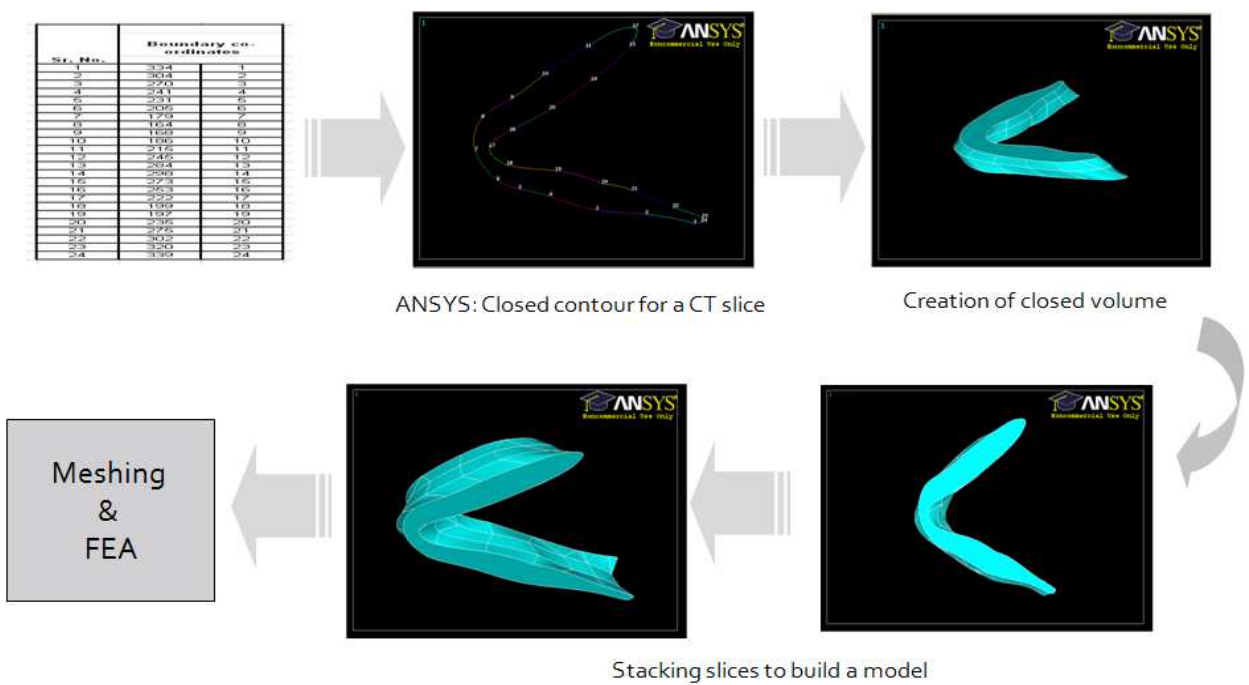 Boundary co-
ordinates
Sr. No.
1 334 1
2 304 2
3 270 3
4 241 4
5 231 5
6 205 6
7 179 7
8 164 8
9 168 9
10 186 10
11 215 11
12 245 12
13 284 13
14 298 14
15 273 15
16 253 16
17 222 17
18 199 18
19 197 19
20 235 20
21 275 21
22 302 22
23 320 23
24 339 24
1
ANSYS
Noncommercial Use Only
ANSYS: Closed contour for a CT slice
1
ANSYS
Noncommercial Use Only
Creation of closed volume
Meshing
&
FEA
1
ANSYS
Noncommercial Use Only
1
ANSYS
Noncommercial Use Only
Stacking slices to build a model